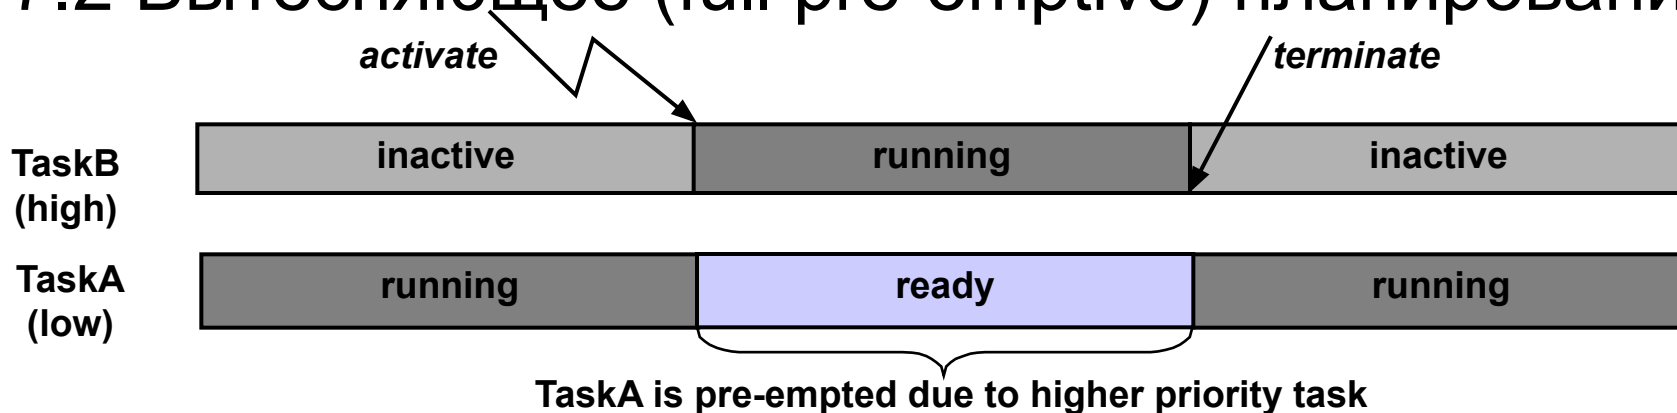 7.2 Вытесняющее (full pre-emptive) планировани
activate
terminate
TaskB
(high)
inactive
running
inactive
TaskA
(low)
running
ready
running
TaskA is pre-empted due to higher priority task